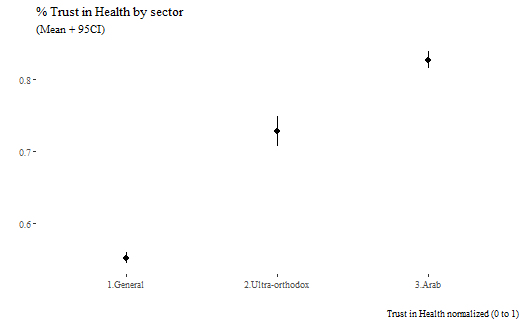 % Trust in Health by sector
(Mean + 95CI)
0.8
0.7
0.6
1.General
2.Ultra-orthodox
3.Arab
Trust in Health normalized (0 to 1)